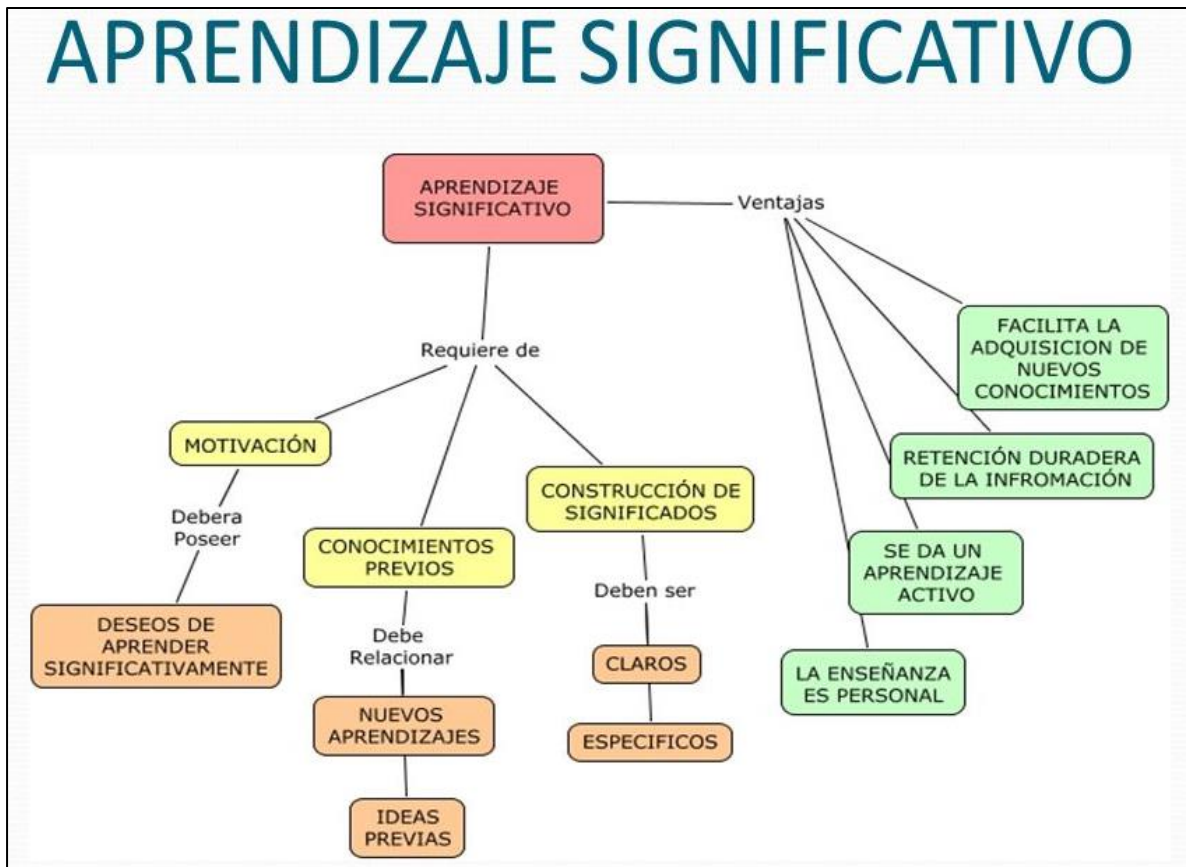 APRENDIZAJE SIGNIFICATIVO
APRENDIZAJE
SIGNIFICATIVO
Ventajas
Requiere de
MOTIVACIÓN
Debera
Poseer
DESEOS DE
APRENDER
SIGNIFICATIVAMENTE
CONOCIMIENTOS
PREVIOS
Debe
Relacionar
NUEVOS
APRENDIZAJES
IDEAS
PREVIAS
CONSTRUCCIÓN DE
SIGNIFICADOS
Deben ser
CLAROS
ESPECIFICOS
FACILITA LA
ADQUISICION DE
NUEVOS
CONOCIMIENTOS
RETENCIÓN DURADERA
DE LA INFROMACIÓN
SE DA UN
APRENDIZAJE
ACTIVO
LA ENSEÑANZA
ES PERSONAL